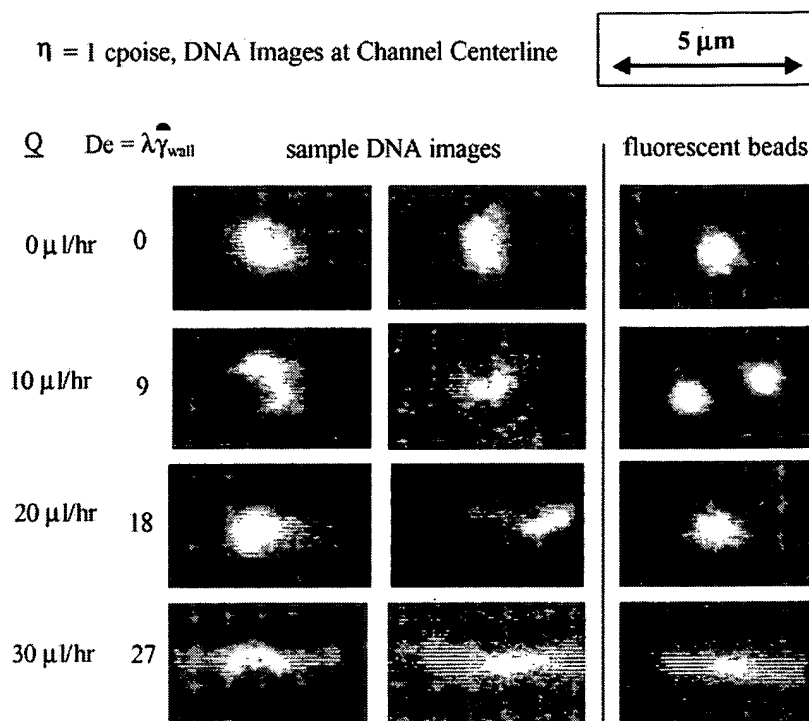 η = 1 cpoise, DNA Images at Channel Centerline
5 μm
Q De = λγ̂wall sample DNA images fluorescent beads
0 μl/hr 0
10 μl/hr 9
20 μl/hr 18
30 μl/hr 27